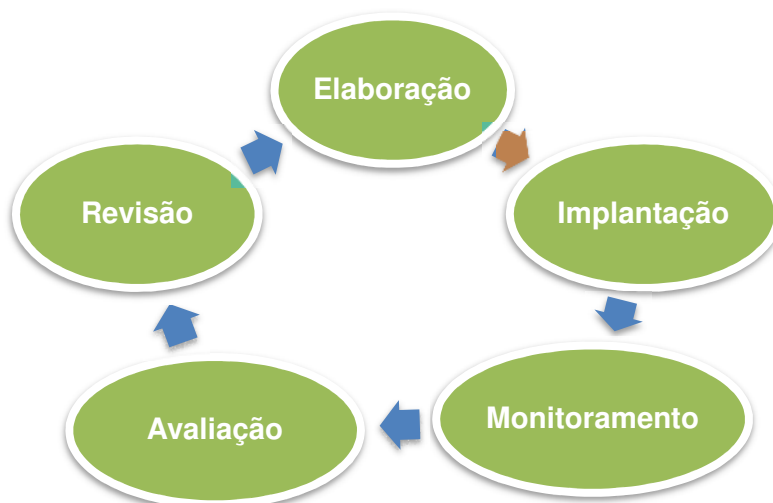 Elaboração
Implantação
Monitoramento
Avaliação
Revisão